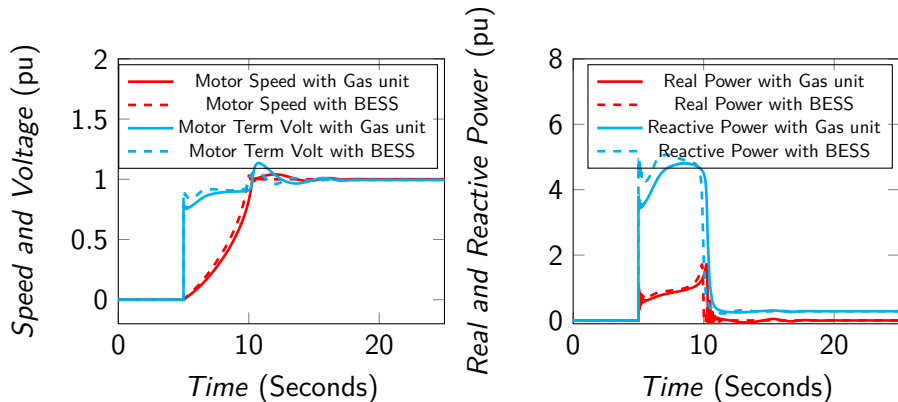 Speed and Voltage (pu)
2
1.5
1
0.5
0
Motor Speed with Gas unit
Motor Speed with BESS
Motor Term Volt with Gas unit
Motor Term Volt with BESS
0
10
20
Time (Seconds)
Real and Reactive Power (pu)
8
6
4
2
0
Real Power with Gas unit
Real Power with BESS
Reactive Power with Gas unit
Reactive Power with BESS
0
10
20
Time (Seconds)